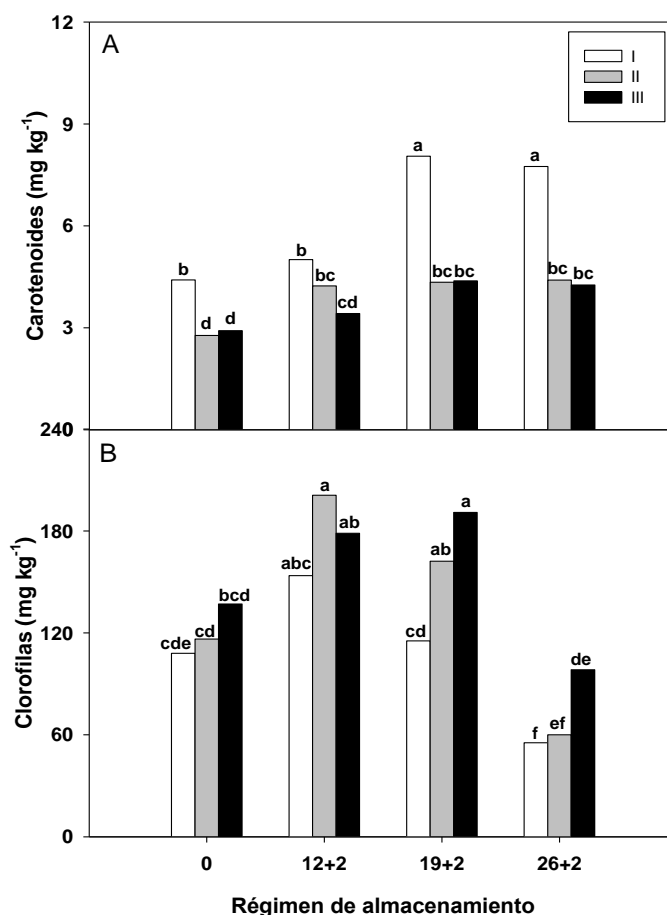 A
I
II
III
Carotenoides (mg kg-1)
12
9
6
3
240
b
d
d
b
bc
cd
a
bc
bc
a
bc
bc
B
Clorofilas (mg kg-1)
180
120
60
0
cde
cd
bcd
abc
a
ab
cd
ab
a
f
ef
de
0
12+2
19+2
26+2
Régimen de almacenamiento